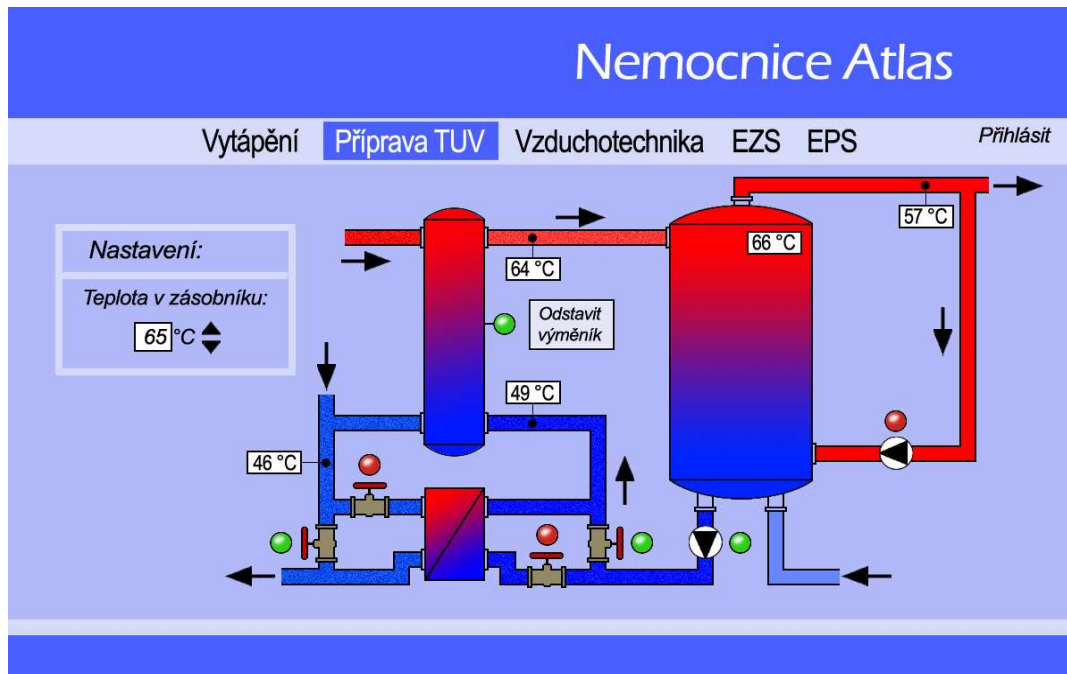 Nemocnice Atlas
Vytápění Příprava TUV Vzduchotechnika EZS EPS Přihlásit
Nastavení:
Teplota v zásobníku:
65 °C
64 °C
66 °C
57 °C
Odstavit
výměník
49 °C
46 °C